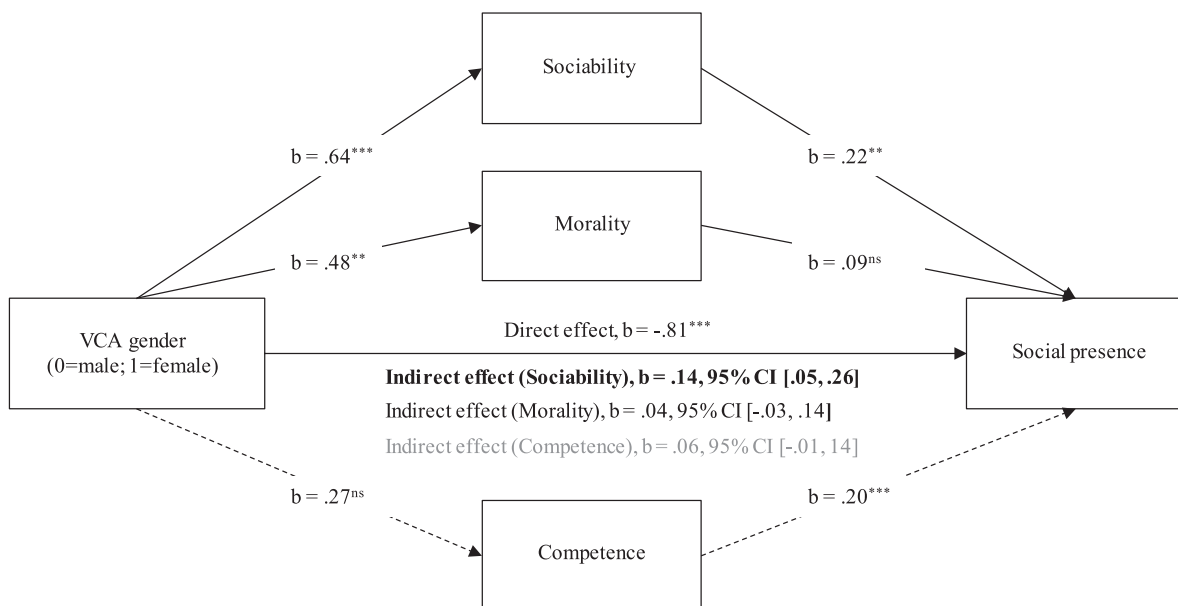 Sociability
b = .64***
b = .22**
Morality
b = .48**
b = .09ns
VCA gender
(0=male; 1=female)
Direct effect, b = -.81***
Social presence
Indirect effect (Sociability), b = .14, 95% CI [.05, .26]
Indirect effect (Morality), b = .04, 95% CI [-.03, .14]
Indirect effect (Competence), b = .06, 95% CI [-.01, 14]
b = .27ns
b = .20***
Competence